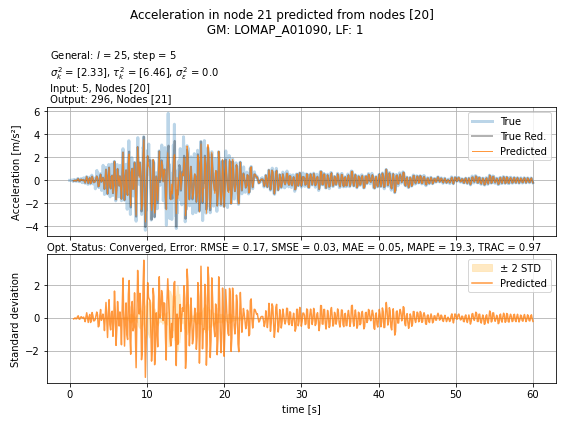 Acceleration in node 21 predicted from nodes [20]
GM: LOMAP_A01090, LF: 1
General: l = 25, step = 5
σ²ₖ = [2.33], τ²ₖ = [6.46], σ²ε = 0.0
Input: 5, Nodes [20]
Output: 296, Nodes [21]
Acceleration [m/s²]
6
4
2
0
−2
−4
True
True Red.
Predicted
Opt. Status: Converged, Error: RMSE = 0.17, SMSE = 0.03, MAE = 0.05, MAPE = 19.3, TRAC = 0.97
Standard deviation
2
0
−2
± 2 STD
Predicted
0 10 20 30 40 50 60
time [s]